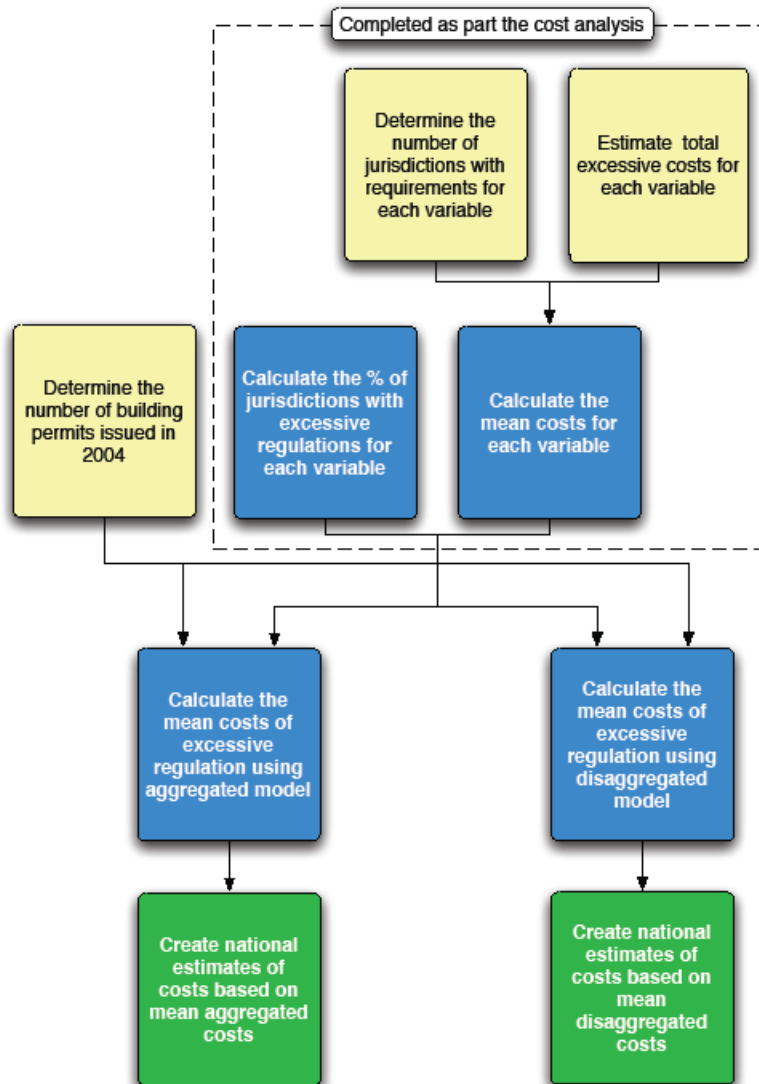 Completed as part the cost analysis
Determine the
number of
jurisdictions with
requirements for
each variable
Estimate total
excessive costs for
each variable
Determine the
number of building
permits issued in
2004
Calculate the % of
jurisdictions with
excessive
regulations for
each variable
Calculate the
mean costs for
each variable
Calculate the
mean costs of
excessive
regulation using
aggregated model
Calculate the
mean costs of
excessive
regulation using
disaggregated
model
Create national
estimates of
costs based on
mean aggregated
costs
Create national
estimates of
costs based on
mean
disaggregated
costs